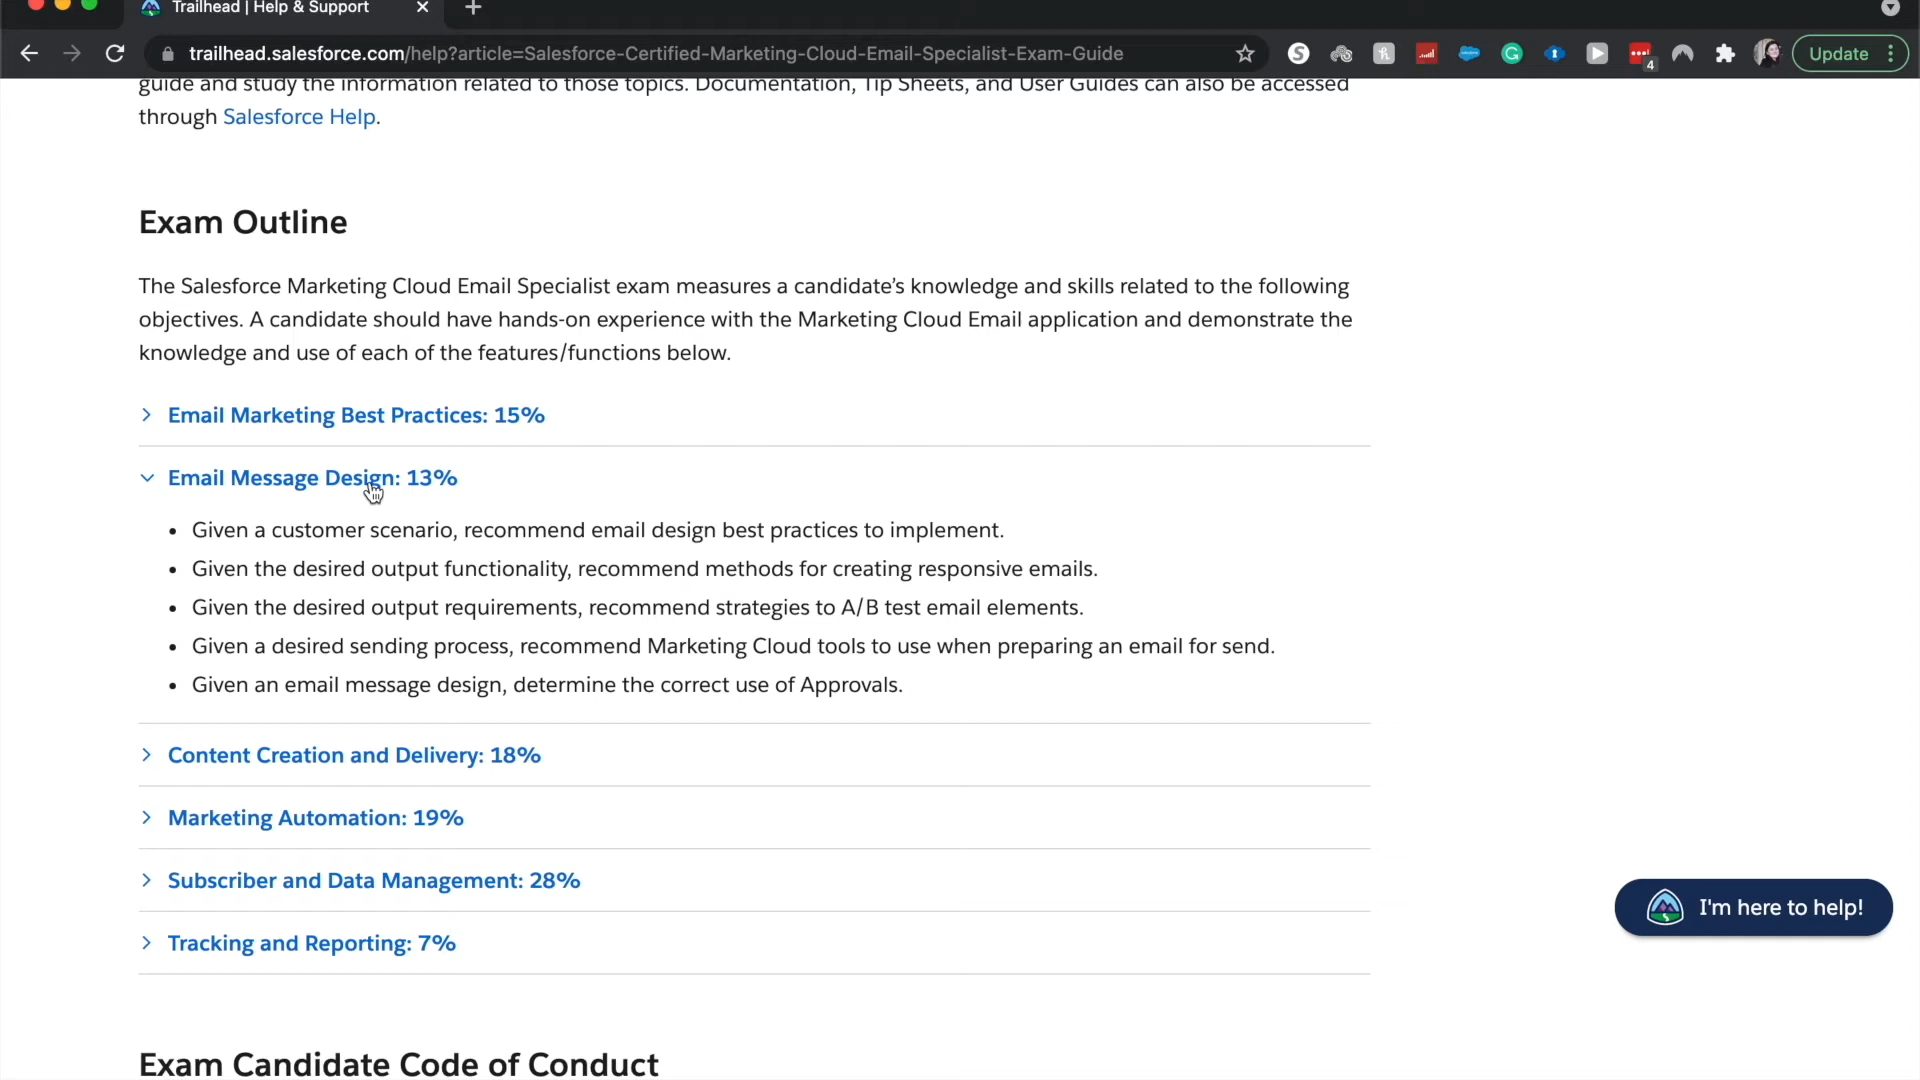 Trailhead | Help & Support
trailhead.salesforce.com/help?article=Salesforce-Certified-Marketing-Cloud-Email-Specialist-Exam-Guide
4
Update
guide and study the information related to those topics. Documentation, Tip Sheets, and User Guides can also be accessed
through Salesforce Help.
Exam Outline
The Salesforce Marketing Cloud Email Specialist exam measures a candidate’s knowledge and skills related to the following
objectives. A candidate should have hands-on experience with the Marketing Cloud Email application and demonstrate the
knowledge and use of each of the features/functions below.
Email Marketing Best Practices: 15%
Email Message Design: 13%
• Given a customer scenario, recommend email design best practices to implement.
• Given the desired output functionality, recommend methods for creating responsive emails.
• Given the desired output requirements, recommend strategies to A/B test email elements.
• Given a desired sending process, recommend Marketing Cloud tools to use when preparing an email for send.
• Given an email message design, determine the correct use of Approvals.
Content Creation and Delivery: 18%
Marketing Automation: 19%
Subscriber and Data Management: 28%
I'm here to help!
Tracking and Reporting: 7%
Exam Candidate Code of Conduct